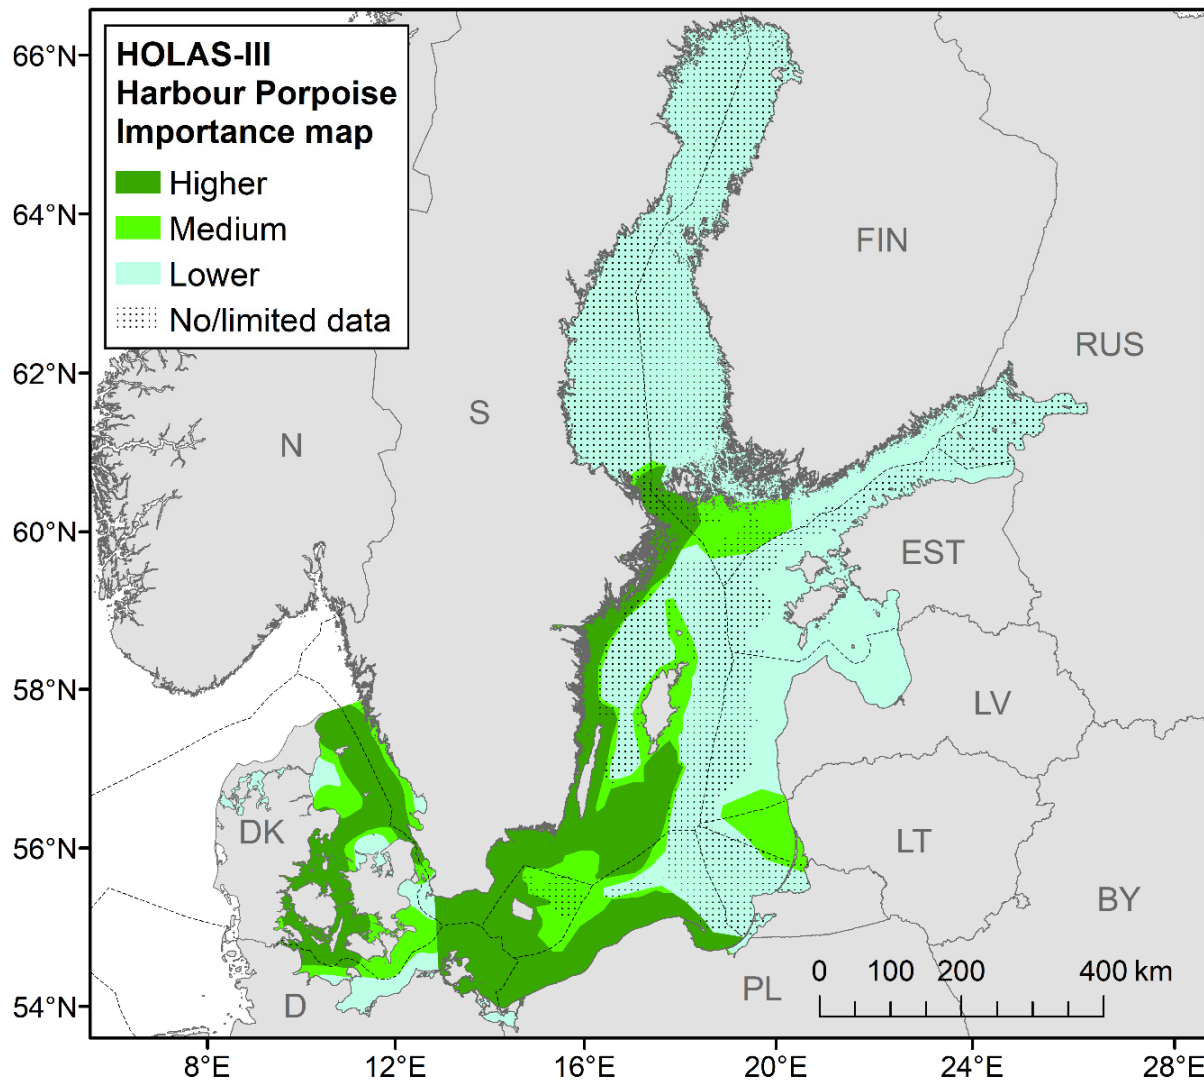 HOLAS-III
Harbour Porpoise
Importance map
Higher
Medium
Lower
No/limited data
66°N
64°N
62°N
60°N
58°N
56°N
54°N
FIN
RUS
S
N
EST
LV
DK
LT
BY
PL
D
0 100 200 400 km
8°E 12°E 16°E 20°E 24°E 28°E